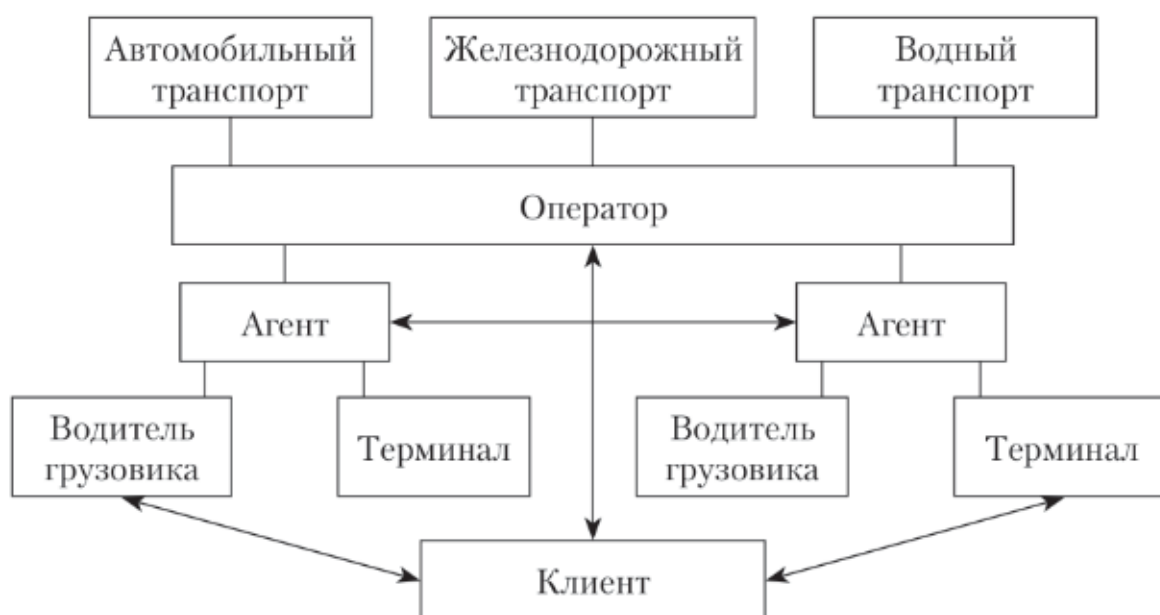 Автомобильный
транспорт
Железнодорожный
транспорт
Водный
транспорт
Оператор
Агент
Агент
Водитель
грузовика
Терминал
Водитель
грузовика
Терминал
Клиент